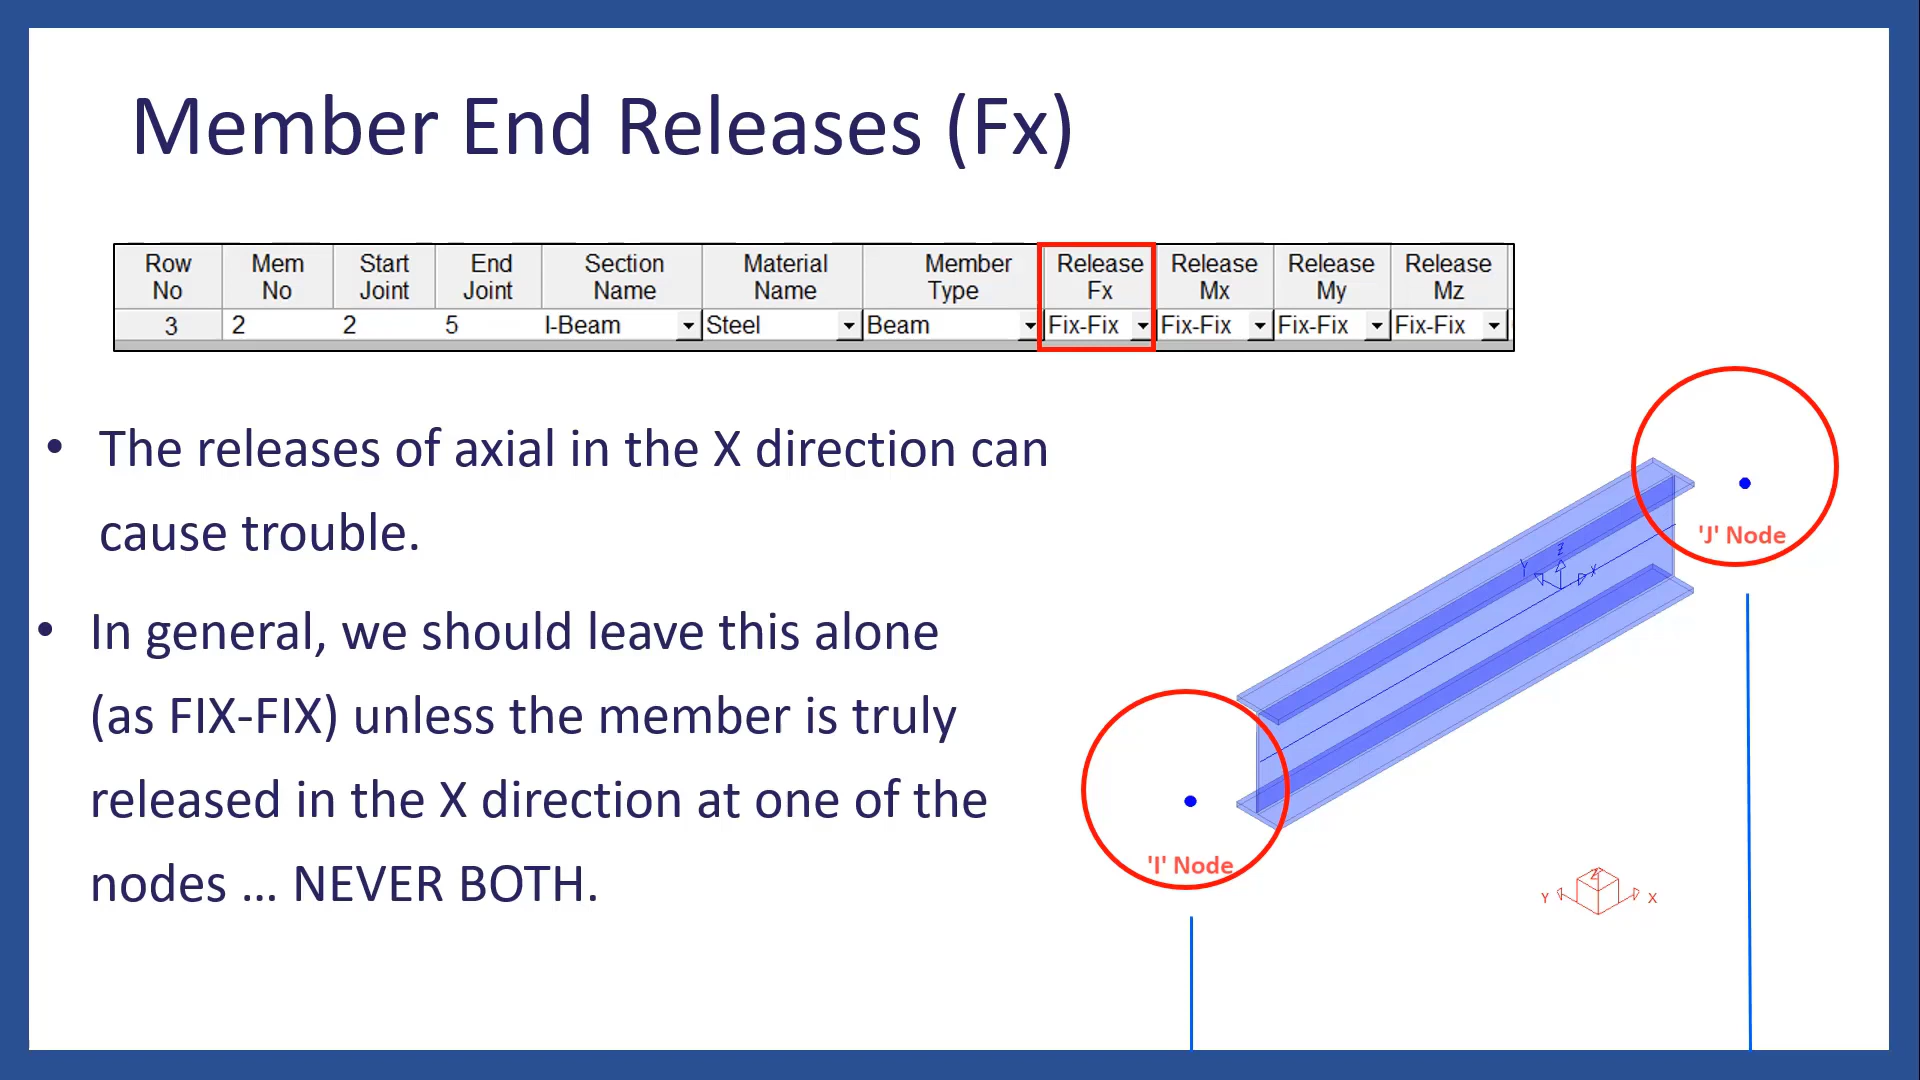 Member End Releases (Fx)
Row No Mem No Start Joint End Joint Section Name Material Name Member Type Release Fx Release Mx Release My Release Mz
3 2 2 5 I-Beam Steel Beam Fix-Fix Fix-Fix Fix-Fix Fix-Fix
• The releases of axial in the X direction can
cause trouble.
• In general, we should leave this alone
(as FIX-FIX) unless the member is truly
released in the X direction at one of the
nodes ... NEVER BOTH.
'J' Node
Z
Y X
'I' Node
Z
Y X